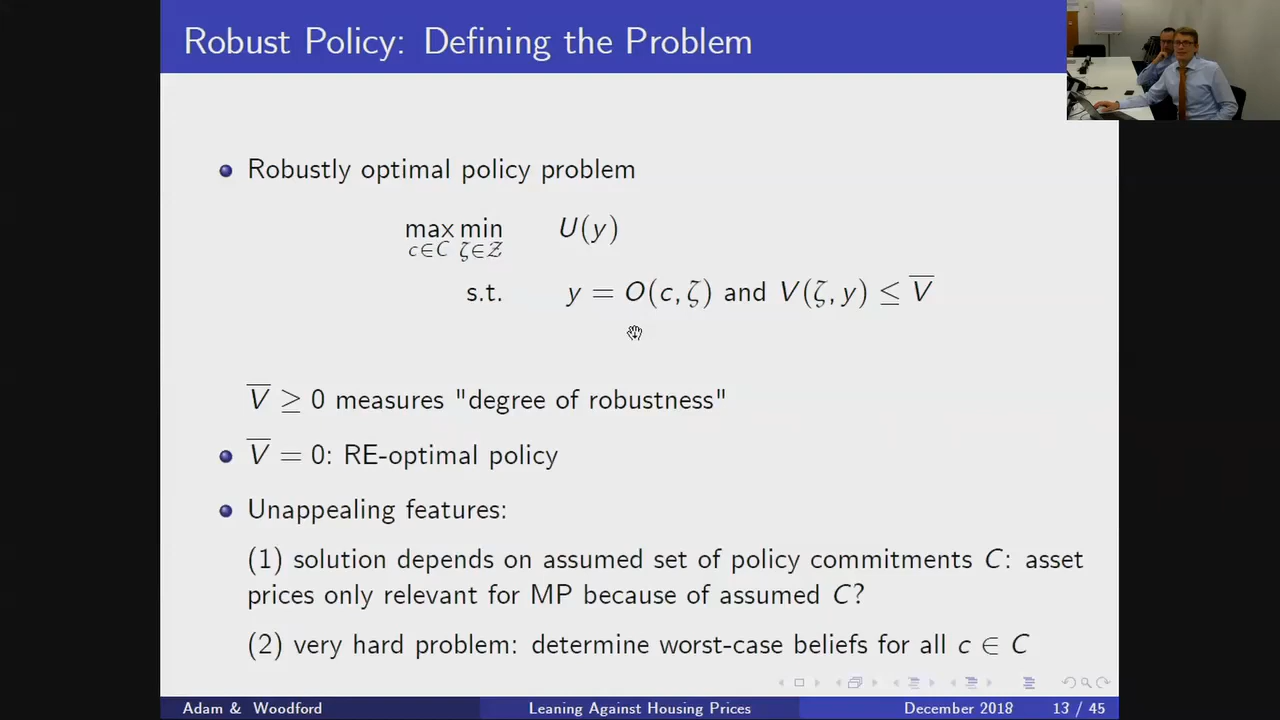 Robust Policy: Defining the Problem
Robustly optimal policy problem
max min U(y)
c∈C ζ∈Z
s.t. y = O(c, ζ) and V(ζ, y) ≤ V̅
V̅ ≥ 0 measures "degree of robustness"
V̅ = 0: RE-optimal policy
Unappealing features:
(1) solution depends on assumed set of policy commitments C: asset
prices only relevant for MP because of assumed C?
(2) very hard problem: determine worst-case beliefs for all c ∈ C
Adam & Woodford Leaning Against Housing Prices December 2018 13 / 45